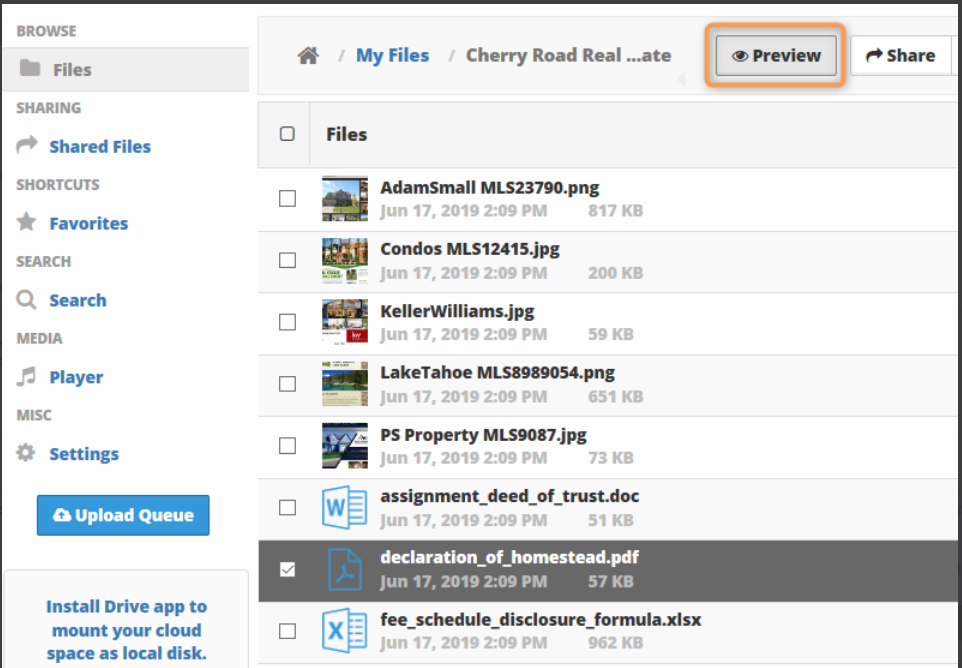 BROWSE
Files
SHARING
Shared Files
SHORTCUTS
Favorites
SEARCH
Search
MEDIA
Player
MISC
Settings
Upload Queue
Install Drive app to
mount your cloud
space as local disk.
/ My Files / Cherry Road Real ...ate
Preview
Share
Files
AdamSmall MLS23790.png
Jun 17, 2019 2:09 PM 817 KB
Condos MLS12415.jpg
Jun 17, 2019 2:09 PM 200 KB
KellerWilliams.jpg
Jun 17, 2019 2:09 PM 59 KB
LakeTahoe MLS8989054.png
Jun 17, 2019 2:09 PM 651 KB
PS Property MLS9087.jpg
Jun 17, 2019 2:09 PM 73 KB
assignment_deed_of_trust.doc
Jun 17, 2019 2:09 PM 51 KB
declaration_of_homestead.pdf
Jun 17, 2019 2:09 PM 57 KB
fee_schedule_disclosure_formula.xlsx
Jun 17, 2019 2:09 PM 962 KB